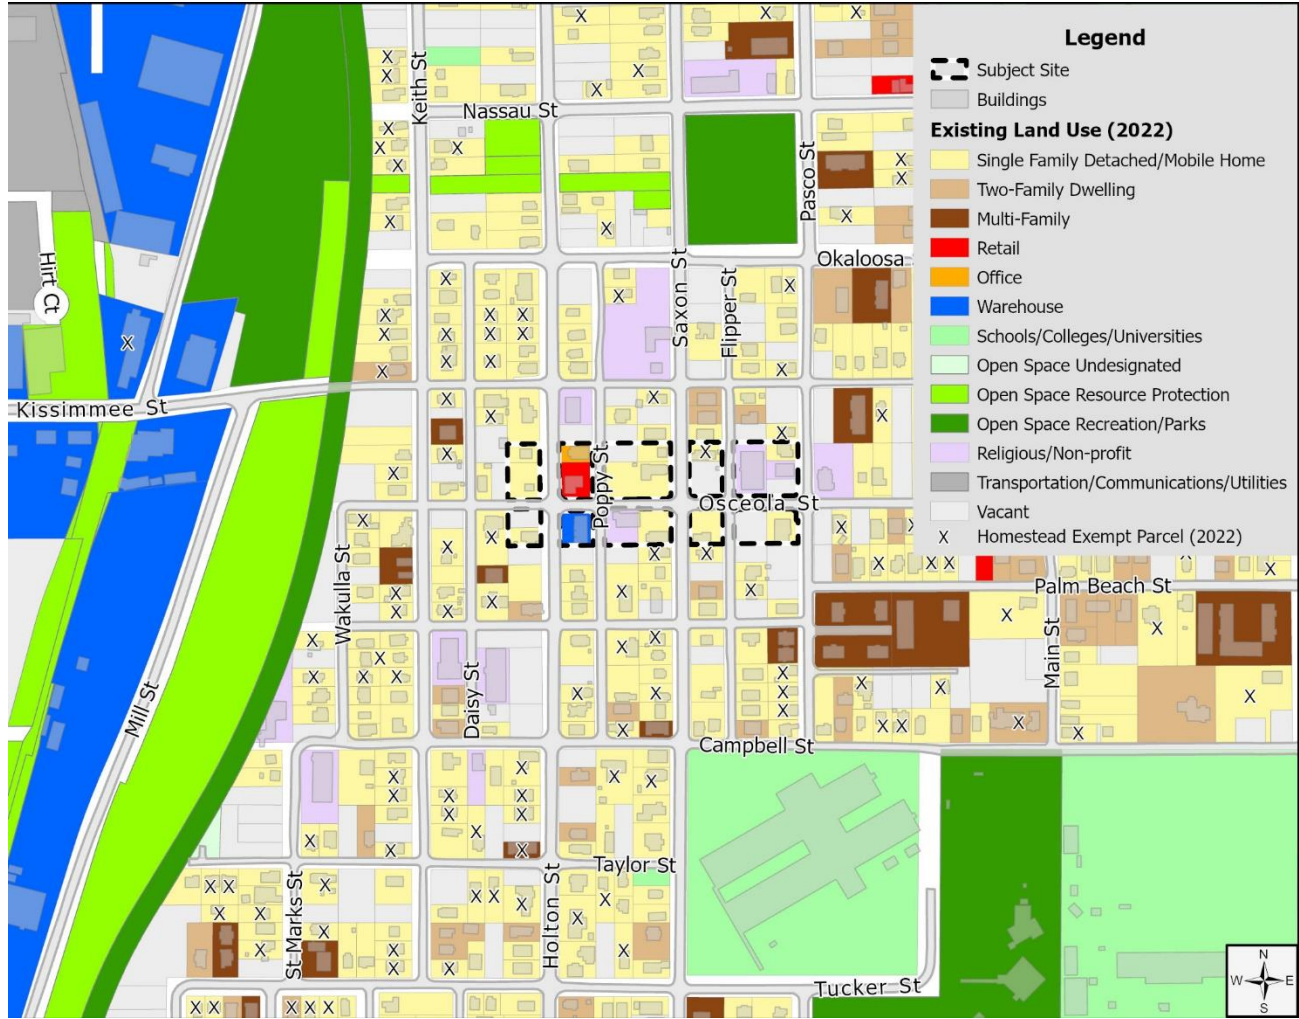 Legend
Subject Site
Buildings
Existing Land Use (2022)
Single Family Detached/Mobile Home
Two-Family Dwelling
Multi-Family
Retail
Office
Warehouse
Schools/Colleges/Universities
Open Space Undesignated
Open Space Resource Protection
Open Space Recreation/Parks
Religious/Non-profit
Transportation/Communications/Utilities
Vacant
X Homestead Exempt Parcel (2022)
Keith St
Nassau St
Pasco St
Okaloosa
Saxon St
Flipper St
Hirt Ct
Kissimmee St
Poppy St
Osceola St
Wakulla St
Palm Beach St
Main St
Daisy St
Mill St
Campbell St
Taylor St
St Marks St
Holton St
Tucker St
N
W
E
S